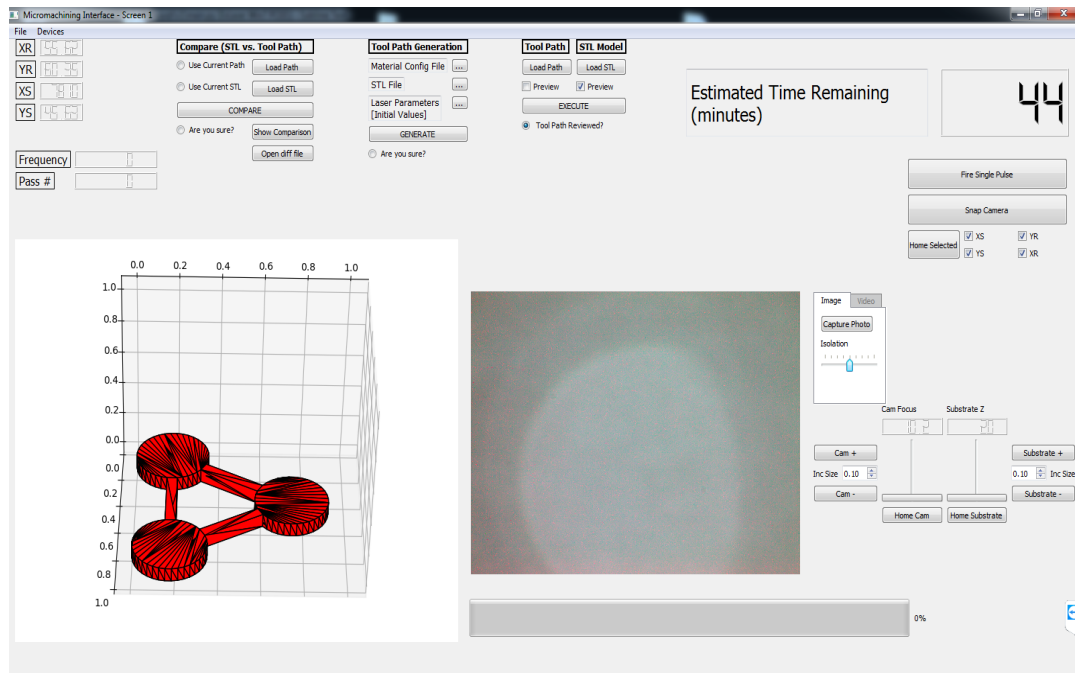 Micromachining Interface - Screen 1
File Devices
XR
YR
XS
YS
Frequency 0
Pass # 0
Compare (STL vs. Tool Path)
Use Current Path Load Path
Use Current STL Load STL
COMPARE
Are you sure? Show Comparison
Open diff file
Tool Path Generation
Material Config File ...
STL File ...
Laser Parameters ...
[Initial Values]
GENERATE
Are you sure?
Tool Path STL Model
Load Path Load STL
Preview Preview
EXECUTE
Tool Path Reviewed?
Estimated Time Remaining
(minutes)
44
Fire Single Pulse
Snap Camera
Home Selected
XS YR
YS XR
0.0 0.2 0.4 0.6 0.8 1.0
1.0
0.8
0.6
0.4
0.2
0.0
0.0
0.2
0.4
0.6
0.8
1.0
Image Video
Capture Photo
Isolation
Cam Focus Substrate Z
Cam + Substrate +
Inc Size 0.10 0.10 Inc Size
Cam - Substrate -
Home Cam Home Substrate
0%